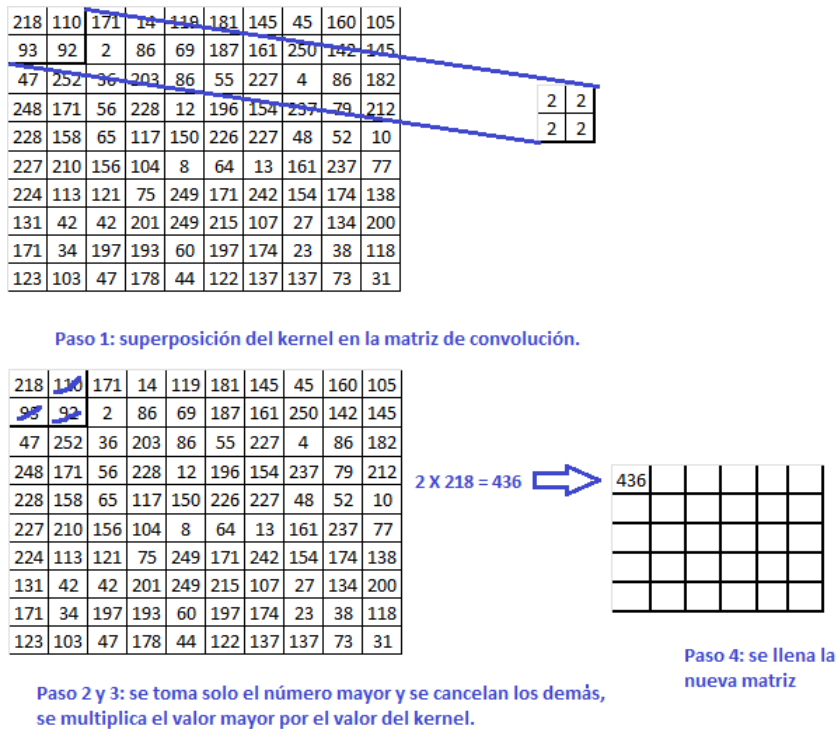 218 110 171 14 119 181 145 45 160 105
93 92 2 86 69 187 161 250 142 145
47 252 36 203 86 55 227 4 86 182
248 171 56 228 12 196 154 237 79 212
228 158 65 117 150 226 227 48 52 10
227 210 156 104 8 64 13 161 237 77
224 113 121 75 249 171 242 154 174 138
131 42 42 201 249 215 107 27 134 200
171 34 197 193 60 197 174 23 38 118
123 103 47 178 44 122 137 137 73 31
2 2
2 2
Paso 1: superposición del kernel en la matriz de convolución.
218 110 171 14 119 181 145 45 160 105
93 92 2 86 69 187 161 250 142 145
47 252 36 203 86 55 227 4 86 182
248 171 56 228 12 196 154 237 79 212
228 158 65 117 150 226 227 48 52 10
227 210 156 104 8 64 13 161 237 77
224 113 121 75 249 171 242 154 174 138
131 42 42 201 249 215 107 27 134 200
171 34 197 193 60 197 174 23 38 118
123 103 47 178 44 122 137 137 73 31
2 X 218 = 436
436
Paso 4: se llena la
nueva matriz
Paso 2 y 3: se toma solo el número mayor y se cancelan los demás,
se multiplica el valor mayor por el valor del kernel.